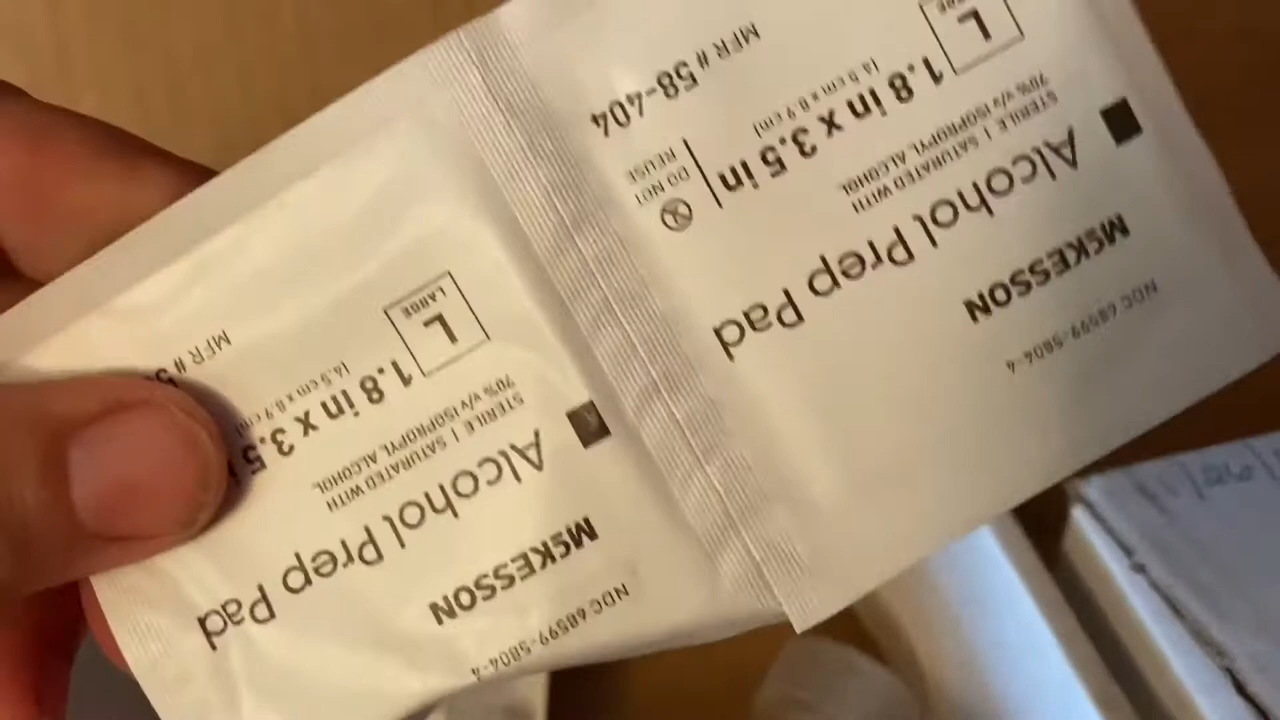 NDC 68599-5804-4
McKESSON
Alcohol Prep Pad
STERILE | SATURATED WITH
70% v/v ISOPROPYL ALCOHOL
L
1.8 in x 3.5 in
[4.5 cm x 8.9 cm]
DO NOT
REUSE
MFR # 58-404
NDC 68599-5804-4
McKESSON
Alcohol Prep Pad
STERILE | SATURATED WITH
70% v/v ISOPROPYL ALCOHOL
L
LARGE
1.8 in x 3.5
[4.5 cm x 8.9 cm
MFR # 5